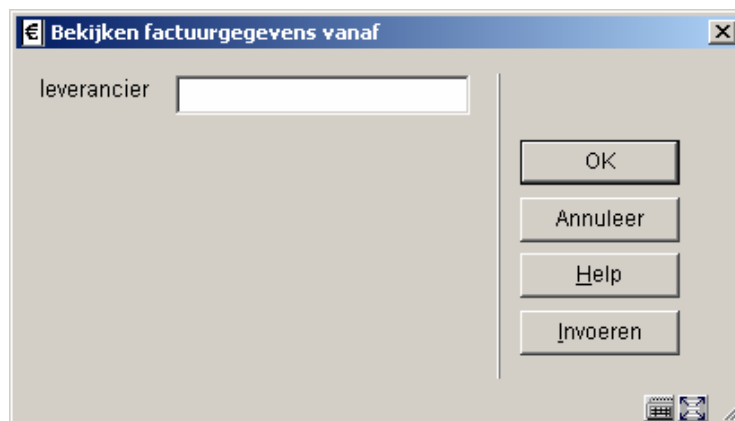 € Bekijken factuurgegevens vanaf
leverancier
OK
Annuleer
Help
Invoeren